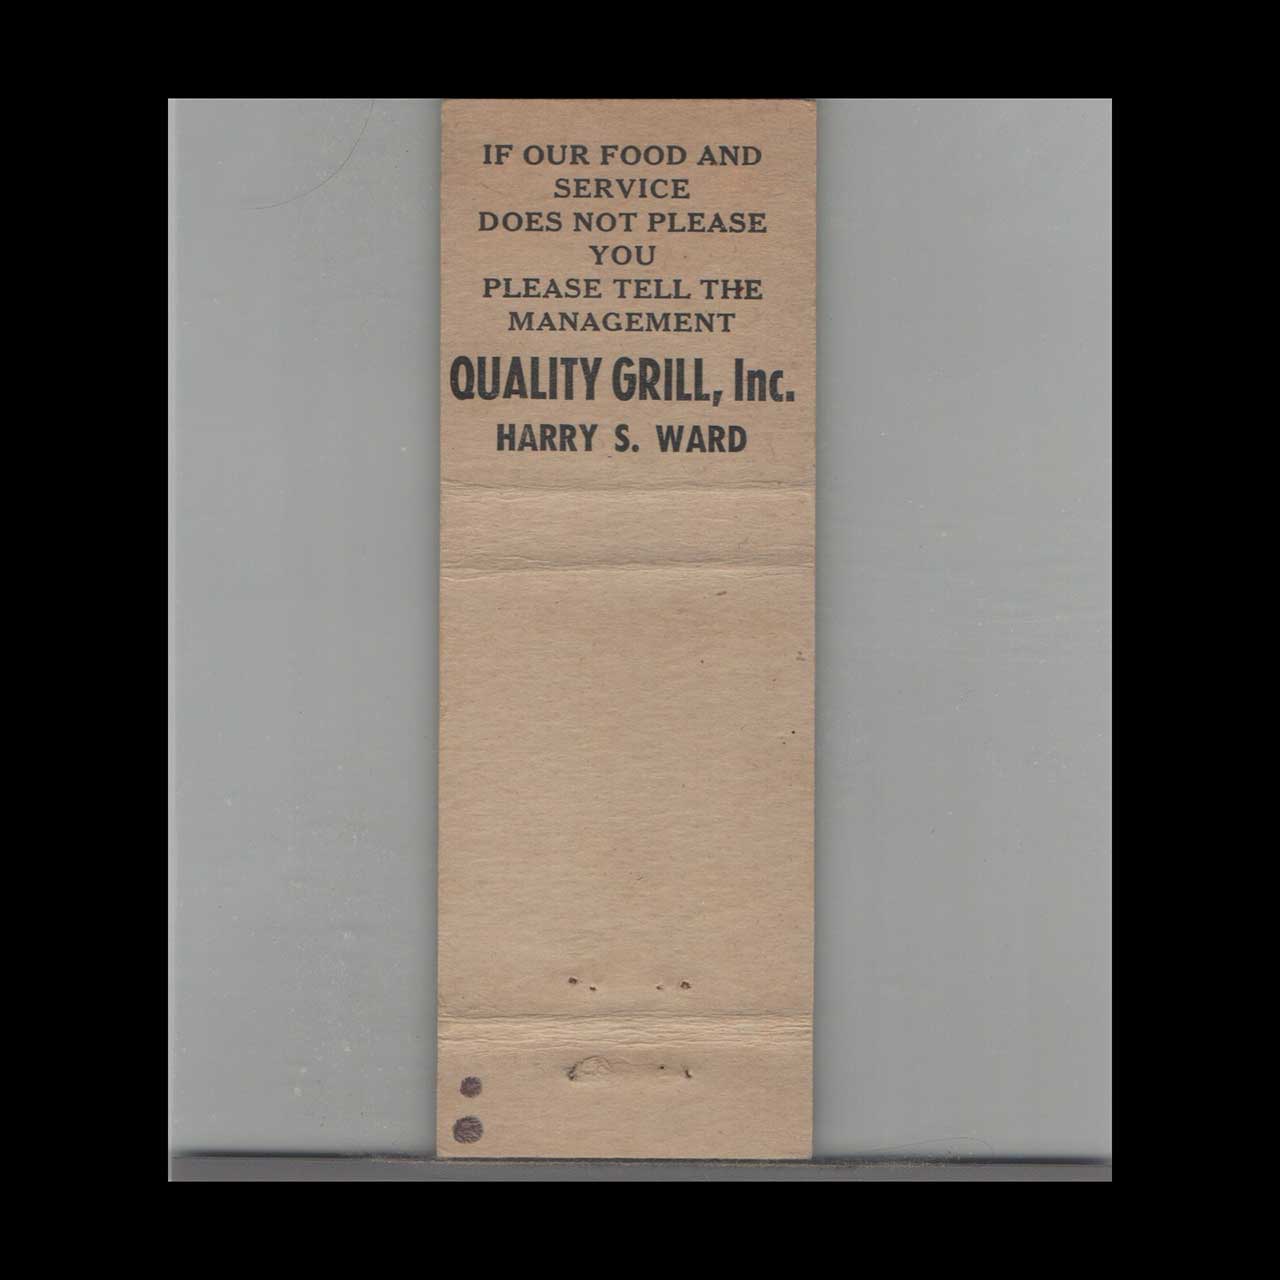 IF OUR FOOD AND
SERVICE
DOES NOT PLEASE
YOU
PLEASE TELL THE
MANAGEMENT
QUALITY GRILL, Inc.
HARRY S. WARD